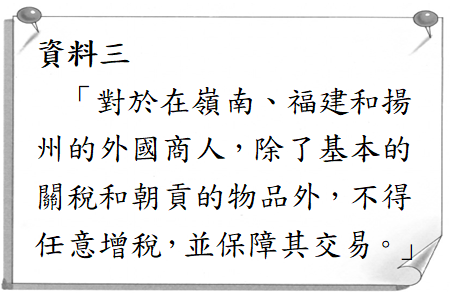 資料三
「對於在嶺南、福建和揚
州的外國商人，除了基本的
關稅和朝貢的物品外，不得
任意增稅，並保障其交易。」